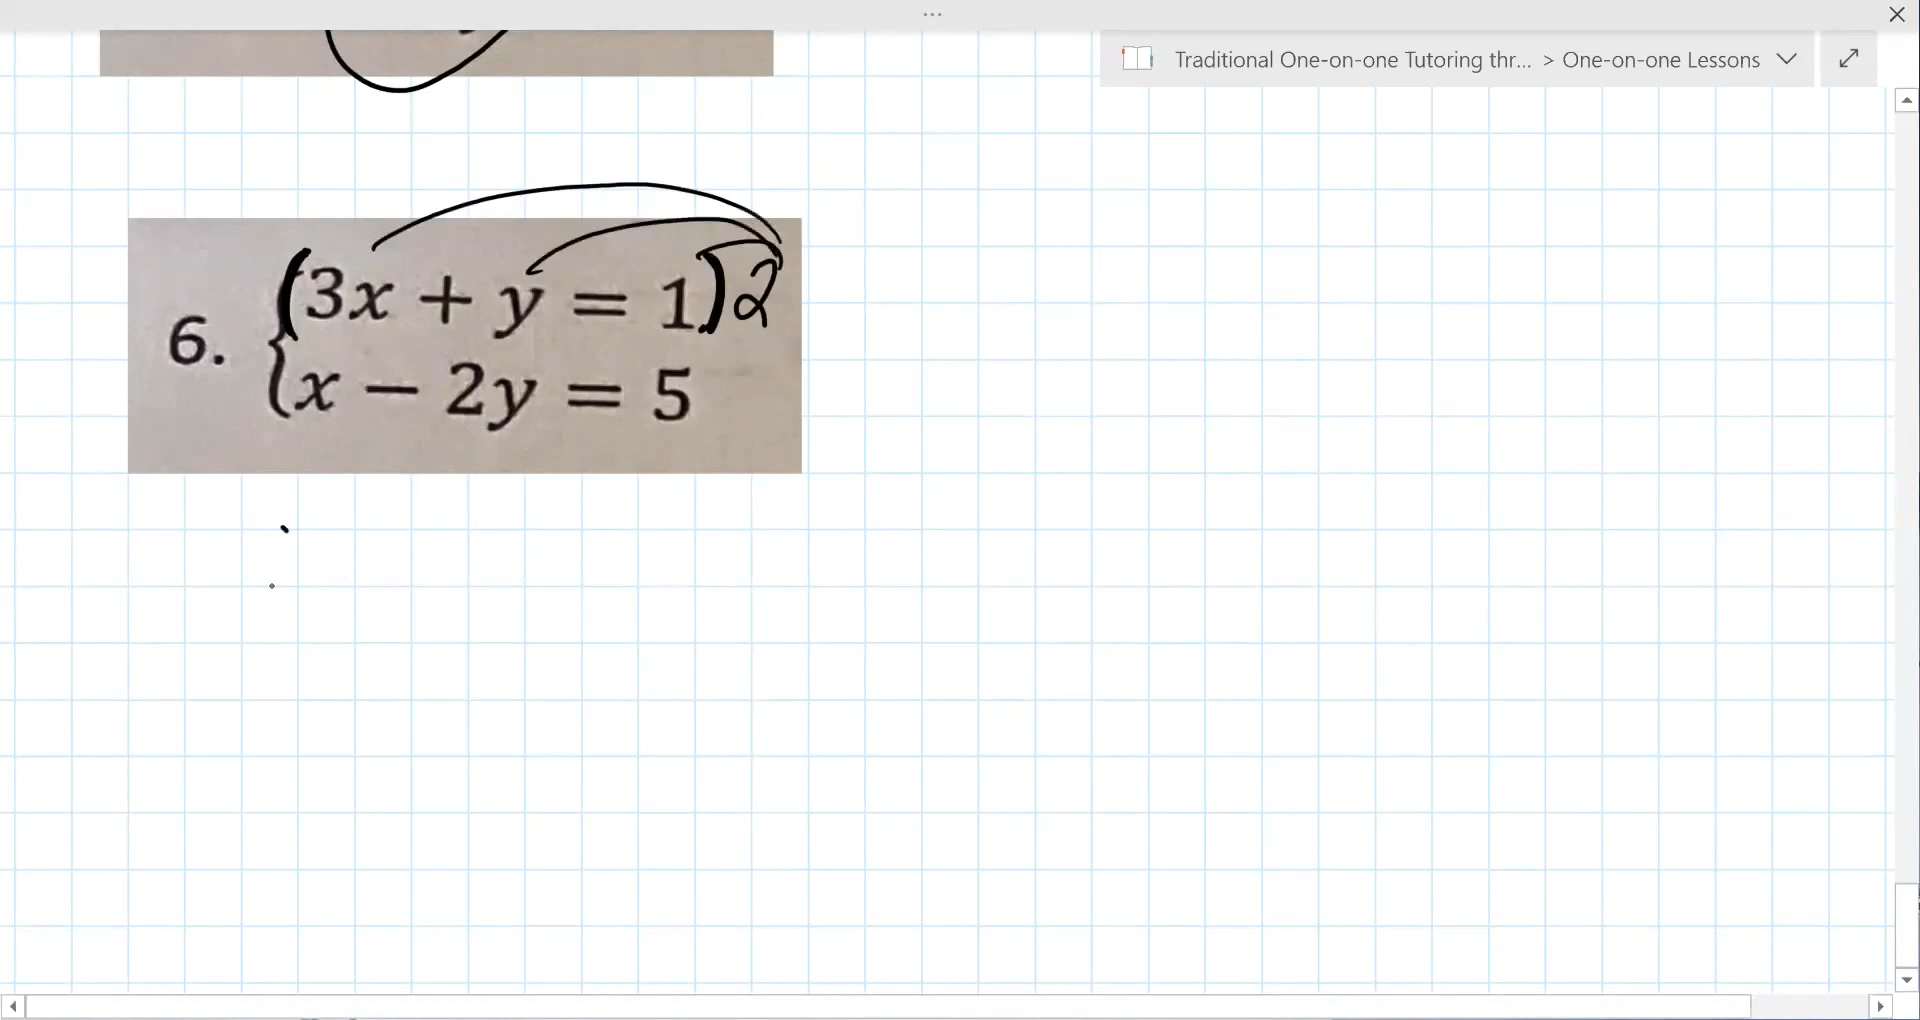 ...
Traditional One-on-one Tutoring thr... > One-on-one Lessons
6. (3x + y = 1)2
x − 2y = 5